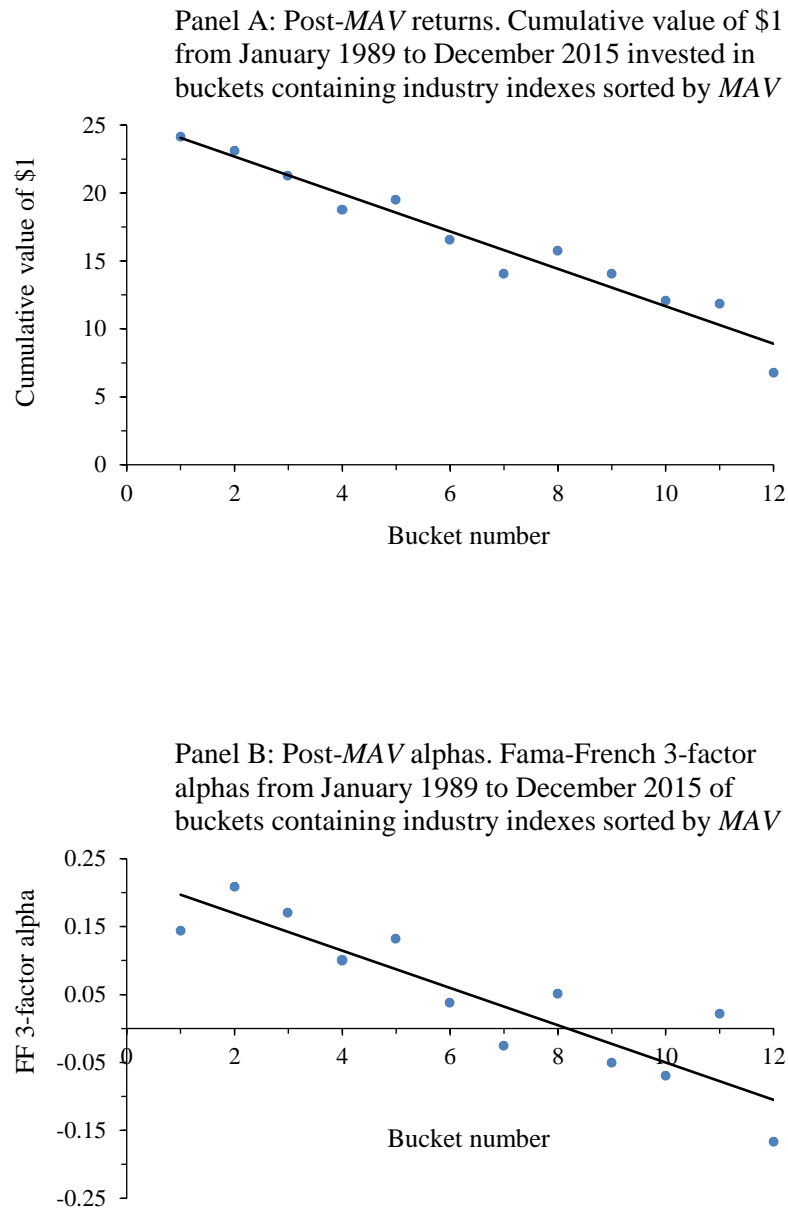 Panel A: Post-MAV returns. Cumulative value of $1
from January 1989 to December 2015 invested in
buckets containing industry indexes sorted by MAV
25
20
15
10
5
0
Cumulative value of $1
0 2 4 6 8 10 12
Bucket number
Panel B: Post-MAV alphas. Fama-French 3-factor
alphas from January 1989 to December 2015 of
buckets containing industry indexes sorted by MAV
0.25
0.15
0.05
-0.05
-0.15
-0.25
FF 3-factor alpha
0 2 4 6 8 10 12
Bucket number